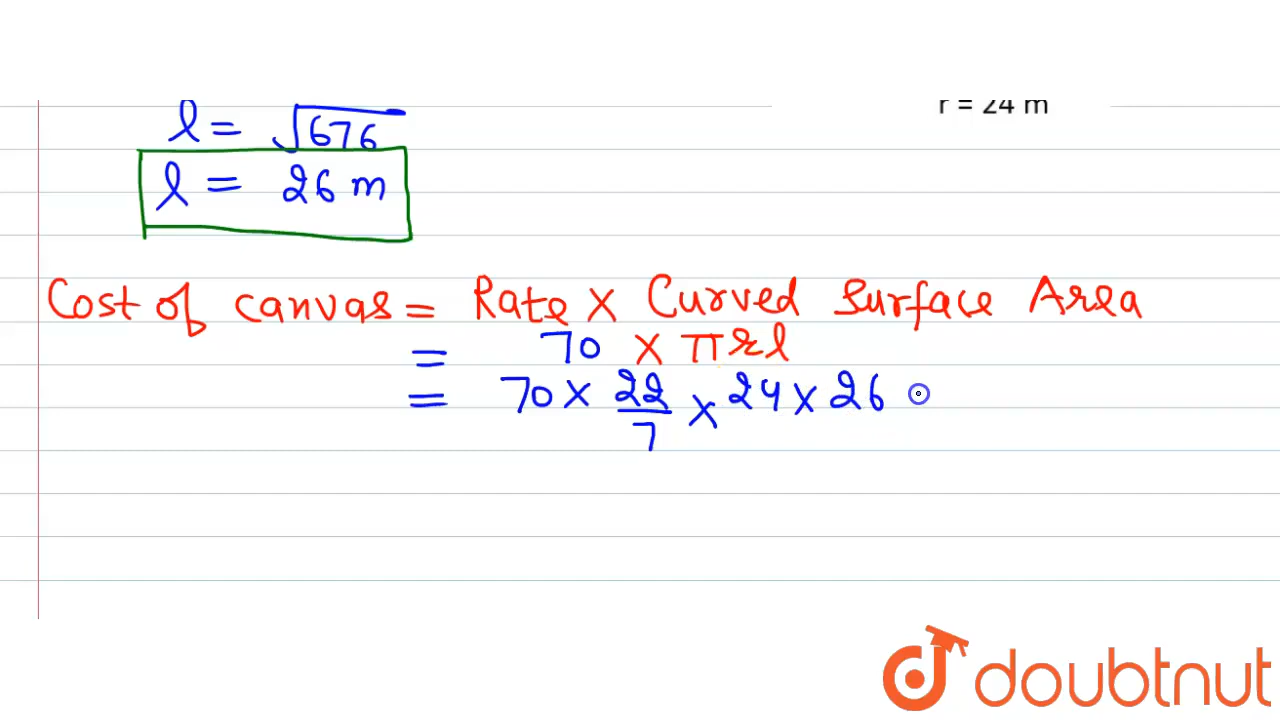 r = 24 m
l = √676
l = 26 m
Cost of canvas = Rate × Curved Surface Area
= 70 × πrl
= 70 × 22/7 × 24 × 26
doubtnut